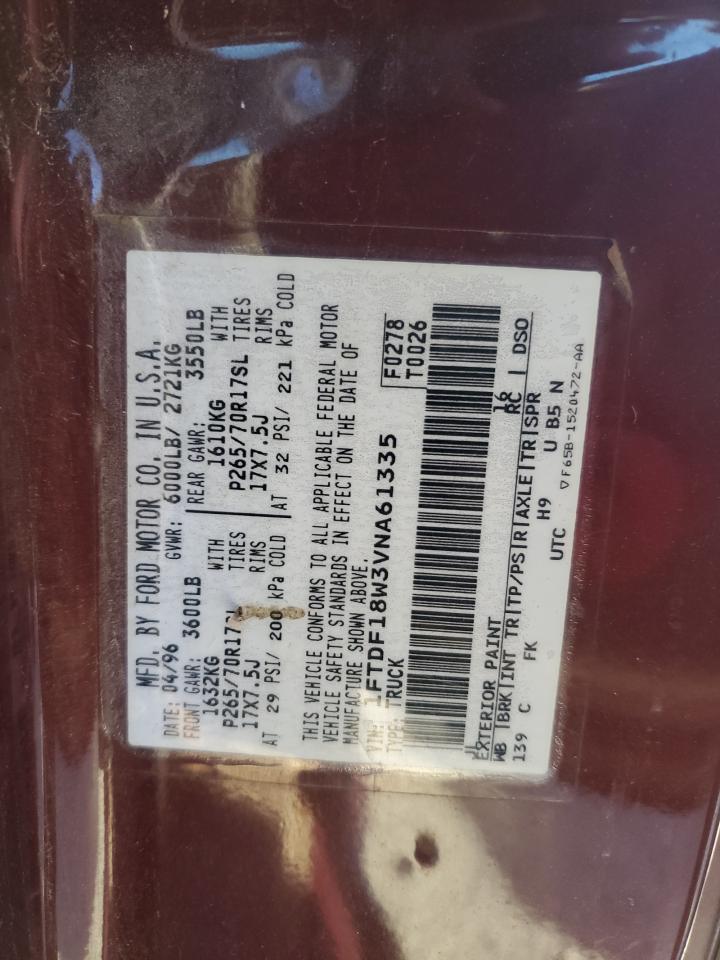 MFD. BY FORD MOTOR CO. IN U.S.A.
DATE: 04/96 GVWR: 6000LB/ 2721KG
FRONT GAWR: 3600LB REAR GAWR: 3550LB
1632KG WITH 1610KG WITH
P265/70R17 TIRES P265/70R17SL TIRES
17X7.5J RIMS 17X7.5J RIMS
AT 29 PSI/ 200 kPa COLD AT 32 PSI/ 221 kPa COLD
THIS VEHICLE CONFORMS TO ALL APPLICABLE FEDERAL MOTOR
VEHICLE SAFETY STANDARDS IN EFFECT ON THE DATE OF
MANUFACTURE SHOWN ABOVE.
VIN: 1FTDF18W3VNA61335 F0278
TYPE: TRUCK T0026
EXTERIOR PAINT 16 RC DSO
WB BRK INT TR TP/PS R AXLE TR SPR
139 C FK H9 U B5 N
UTC ▽F65B-1520472-AA